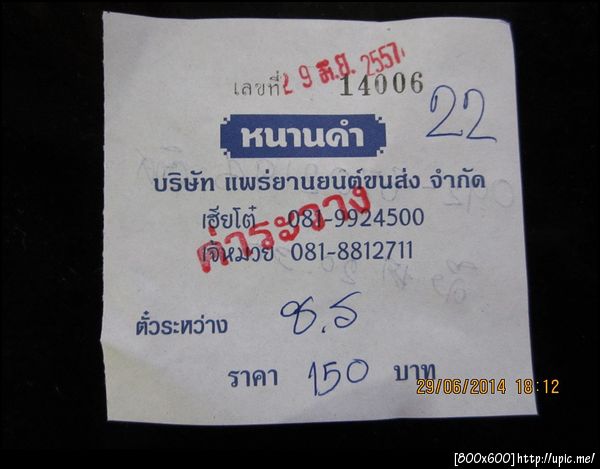 29 มิ.ย. 2557
เลขที่ 14006
22
หนานคำ
บริษัท แพร่ยานยนต์ขนส่ง จำกัด
เฮียโต๋ 081-9924500
ค่าระวาง
เจ๊หมวย 081-8812711
ตั๋วระหว่าง ช.ร
ราคา 150 บาท
29/06/2014 18:12
[800x600]http://upic.me/